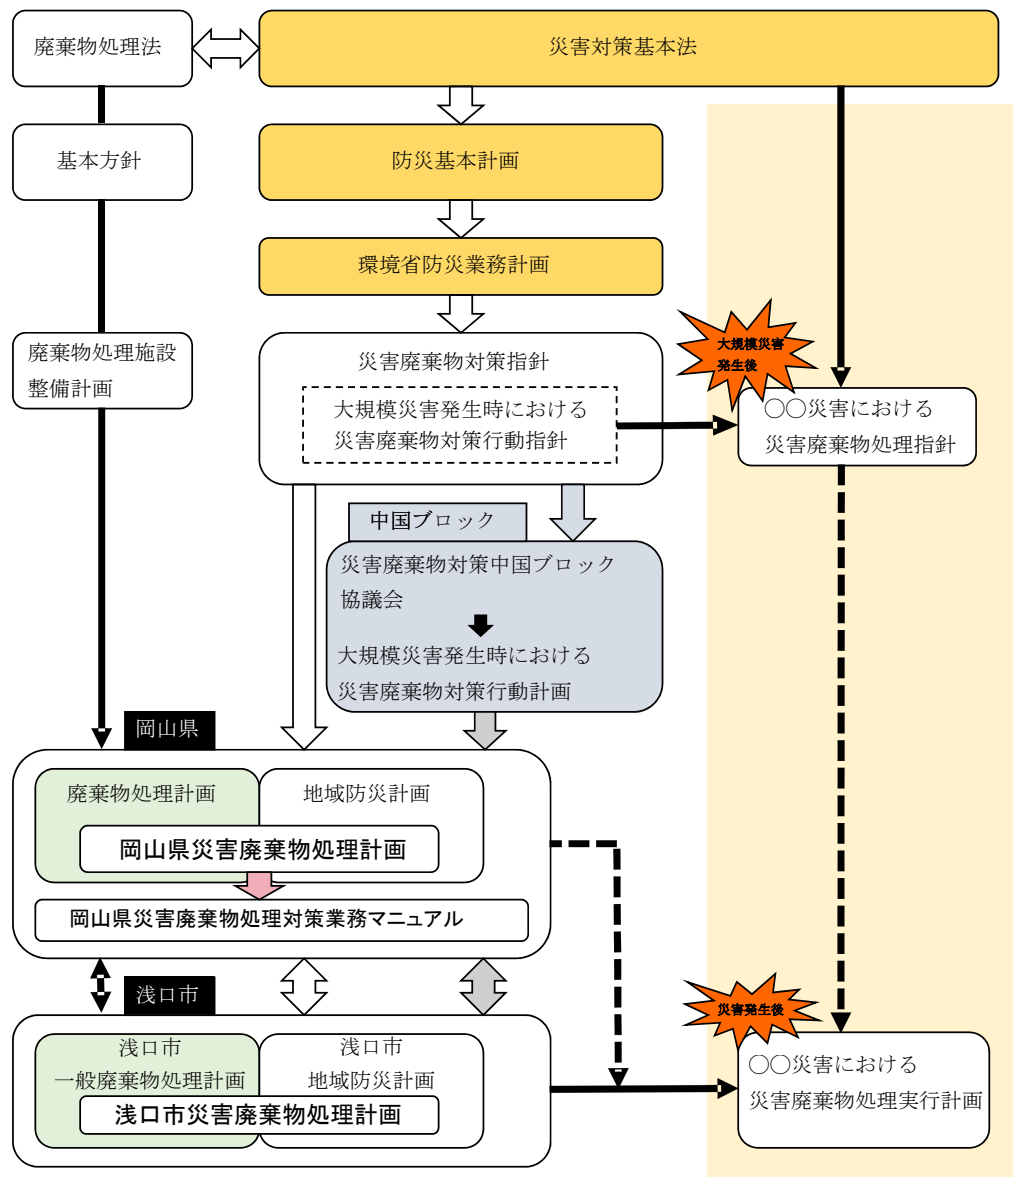 廃棄物処理法
災害対策基本法
基本方針
防災基本計画
環境省防災業務計画
廃棄物処理施設
整備計画
災害廃棄物対策指針
大規模災害発生時における
災害廃棄物対策行動指針
大規模災害
発生後
〇〇災害における
災害廃棄物処理指針
中国ブロック
災害廃棄物対策中国ブロック
協議会
大規模災害発生時における
災害廃棄物対策行動計画
岡山県
廃棄物処理計画
地域防災計画
岡山県災害廃棄物処理計画
岡山県災害廃棄物処理対策業務マニュアル
浅口市
浅口市
一般廃棄物処理計画
浅口市
地域防災計画
浅口市災害廃棄物処理計画
災害発生後
〇〇災害における
災害廃棄物処理実行計画